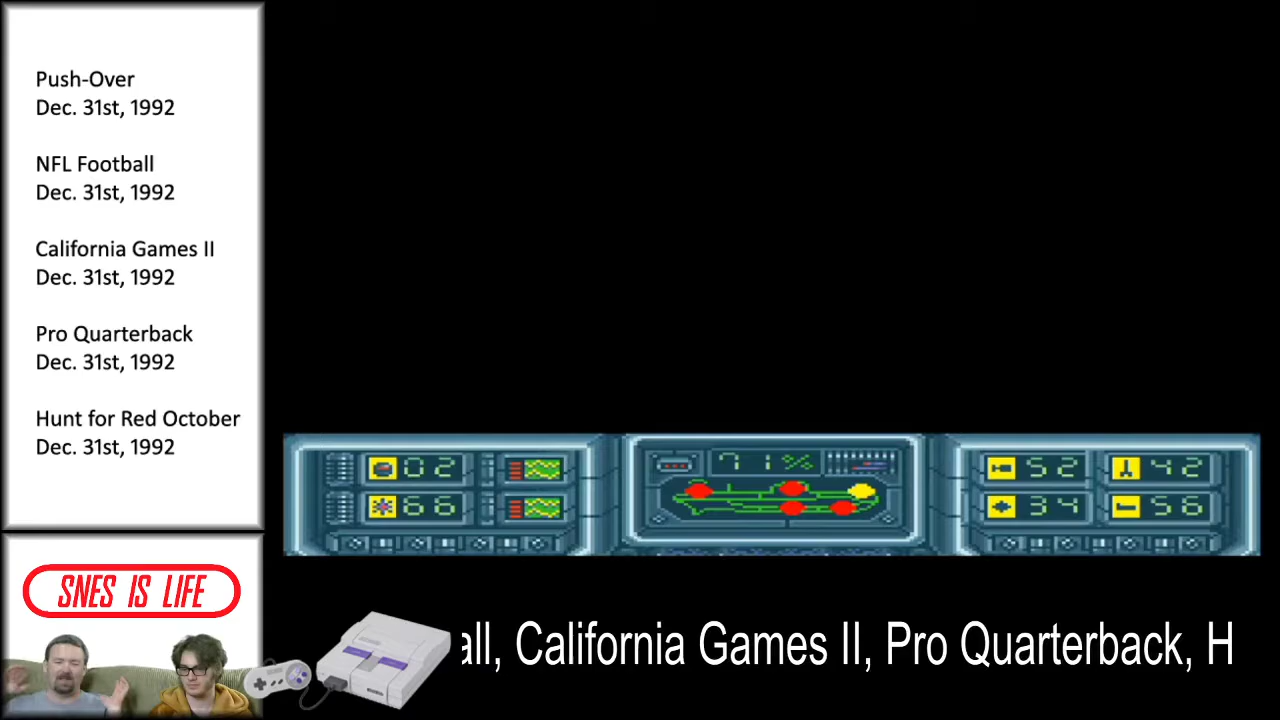 Push-Over
Dec. 31st, 1992
NFL Football
Dec. 31st, 1992
California Games II
Dec. 31st, 1992
Pro Quarterback
Dec. 31st, 1992
Hunt for Red October
Dec. 31st, 1992
02
66
71%
52
42
34
56
SNES IS LIFE
all, California Games II, Pro Quarterback, H